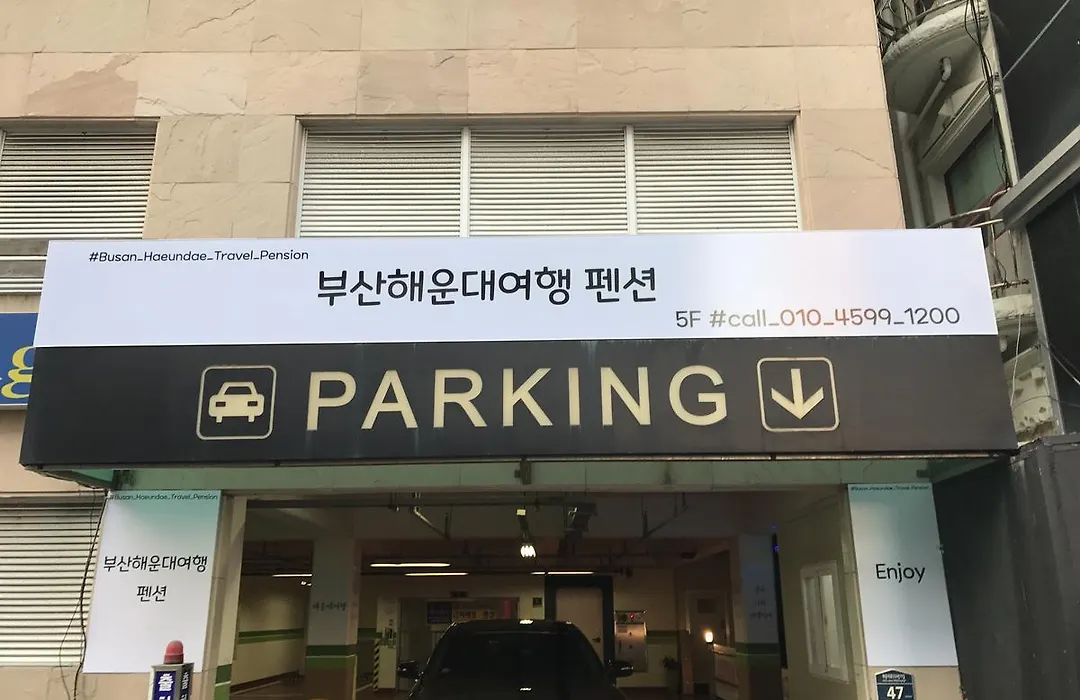 #Busan_Haeundae_Travel_Pension
부산해운대여행 펜션
5F #call_010_4599_1200
PARKING
#Busan_Haeundae_Travel_Pension
부산해운대여행
펜션
#Busan_Haeundae_Travel_Pension
Enjoy
47